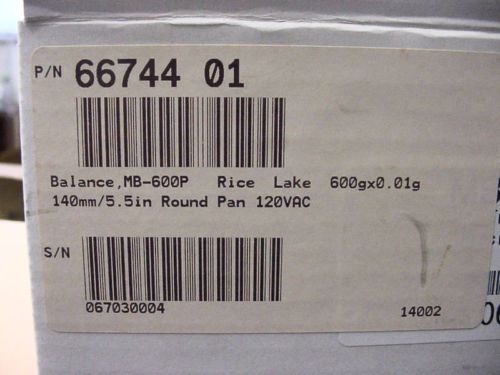 P/N 66744 01
Balance,MB-600P Rice Lake 600gx0.01g
140mm/5.5in Round Pan 120VAC
S/N
067030004
14002